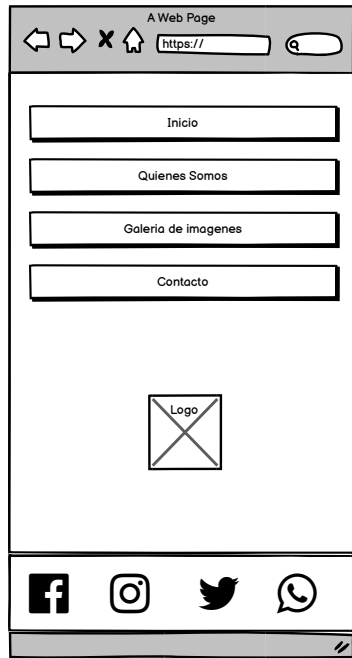 A Web Page
https://
Inicio
Quienes Somos
Galeria de imagenes
Contacto
Logo